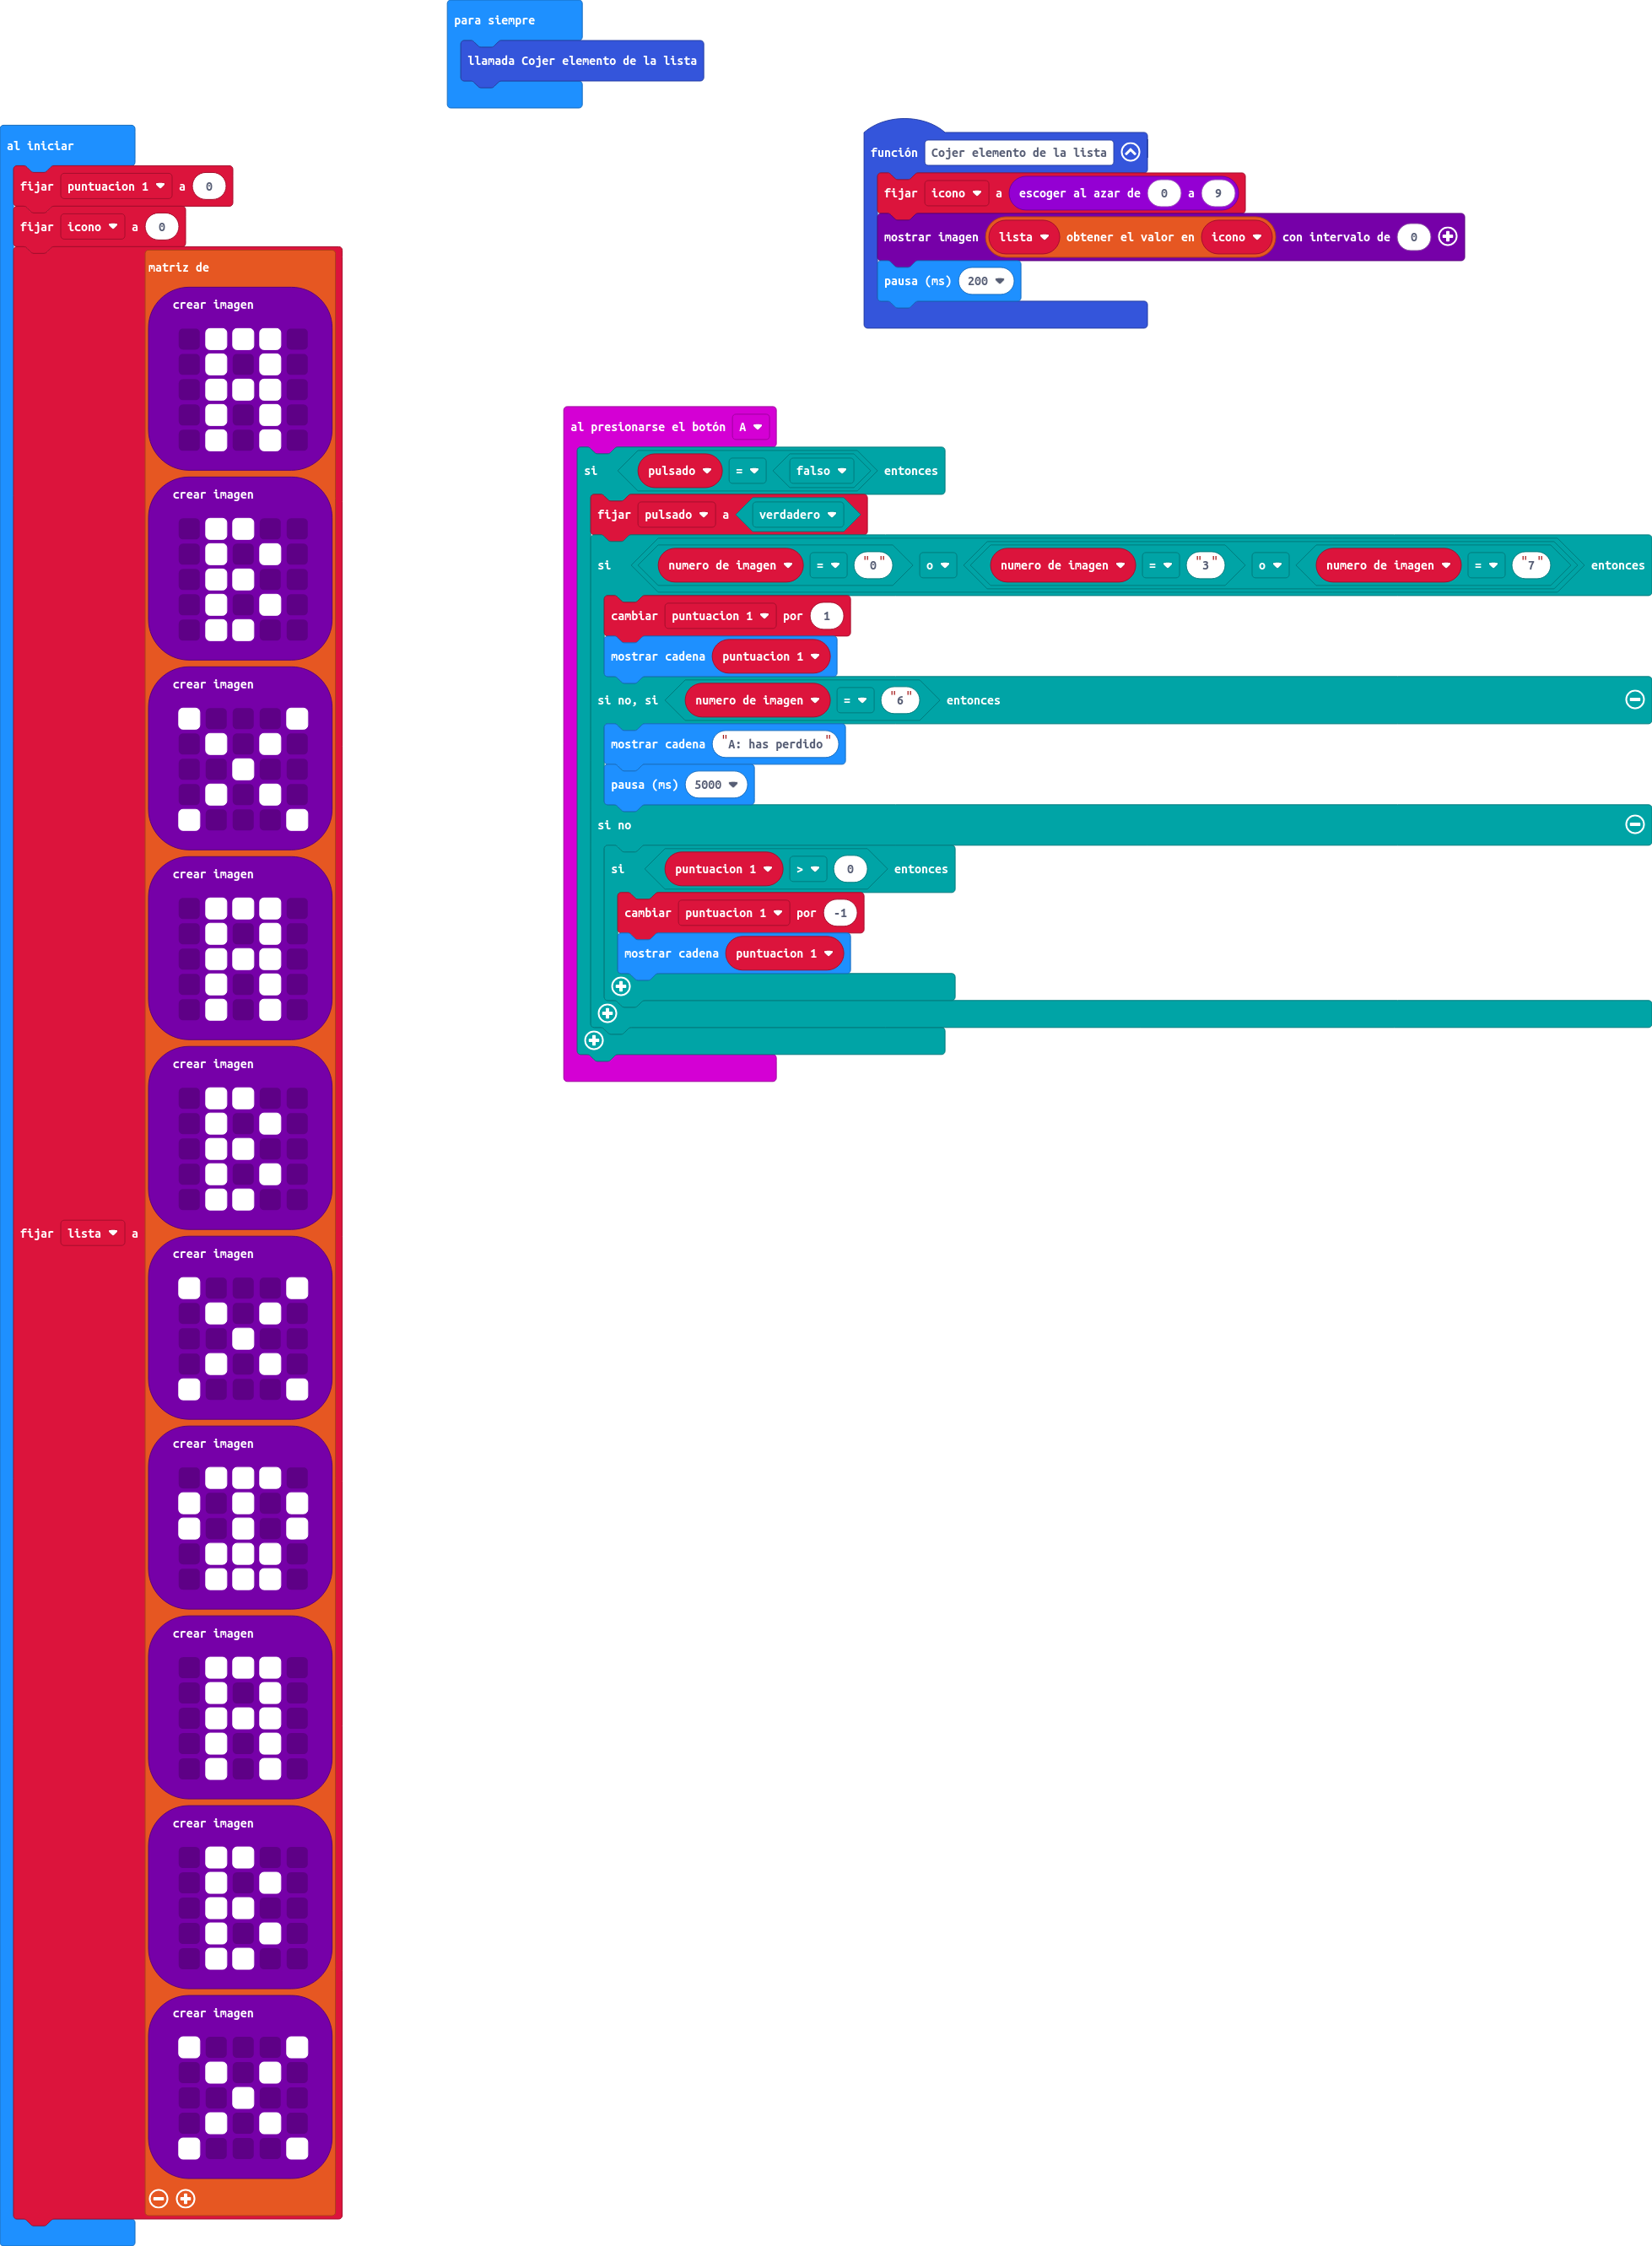 para siempre
llamada Cojer elemento de la lista
al iniciar
fijar puntuacion 1 a 0
fijar icono a 0
fijar lista a
matriz de
crear imagen
crear imagen
crear imagen
crear imagen
crear imagen
crear imagen
crear imagen
crear imagen
crear imagen
crear imagen
función Cojer elemento de la lista
fijar icono a escoger al azar de 0 a 9
mostrar imagen lista obtener el valor en icono con intervalo de 0
pausa (ms) 200
al presionarse el botón A
si pulsado = falso entonces
fijar pulsado a verdadero
si numero de imagen = "0" o numero de imagen = "3" o numero de imagen = "7" entonces
cambiar puntuacion 1 por 1
mostrar cadena puntuacion 1
si no, si numero de imagen = "6" entonces
mostrar cadena "A: has perdido"
pausa (ms) 5000
si no
si puntuacion 1 > 0 entonces
cambiar puntuacion 1 por -1
mostrar cadena puntuacion 1